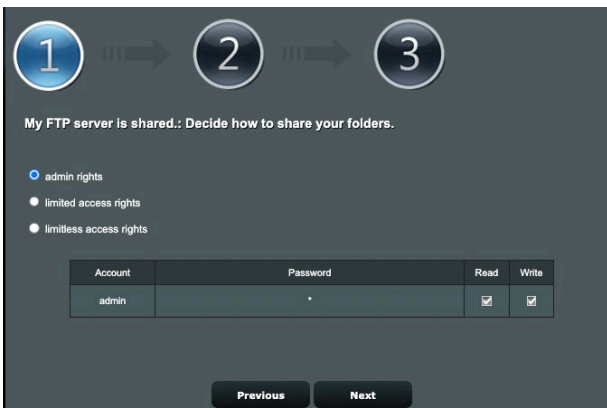 1 2 3
My FTP server is shared.: Decide how to share your folders.
admin rights
limited access rights
limitless access rights
Account Password Read Write
admin *
Previous Next